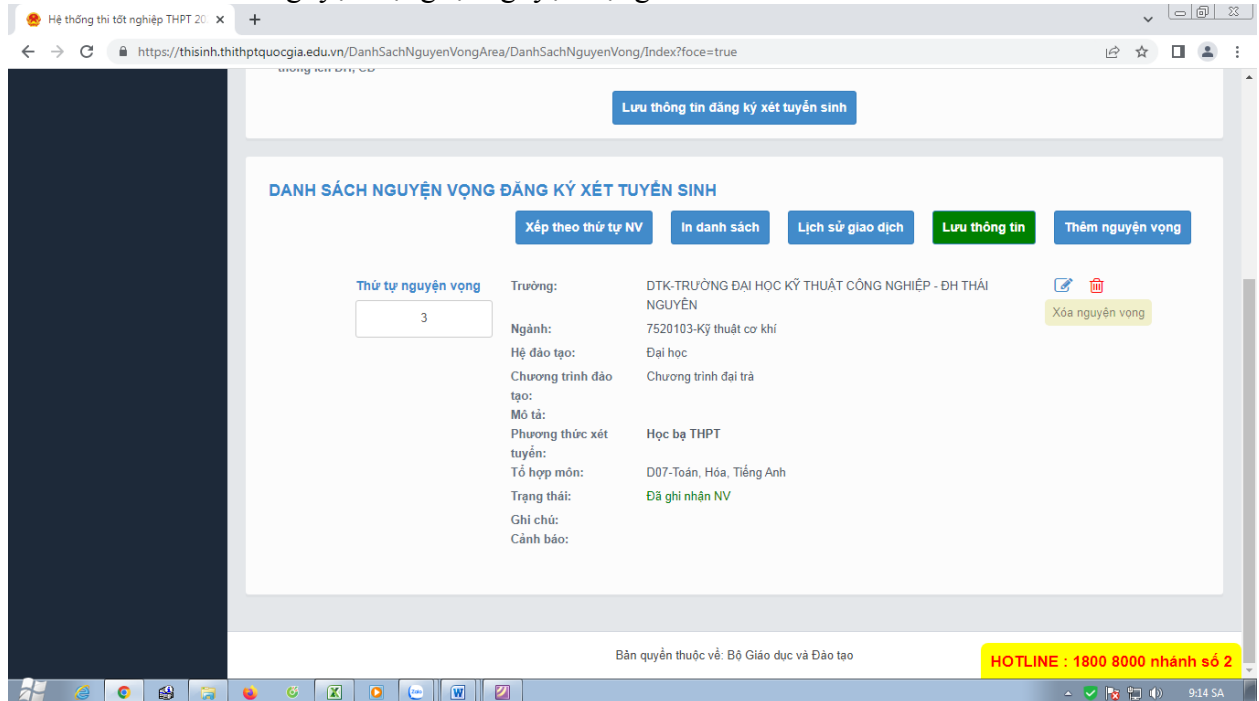 Hệ thống thi tốt nghiệp THPT 20
https://thisinh.thithptquocgia.edu.vn/DanhSachNguyenVongArea/DanhSachNguyenVong/Index?foce=true
Lưu thông tin đăng ký xét tuyển sinh
DANH SÁCH NGUYỆN VỌNG ĐĂNG KÝ XÉT TUYỂN SINH
Xếp theo thứ tự NV In danh sách Lịch sử giao dịch Lưu thông tin Thêm nguyện vọng
Thứ tự nguyện vọng
3
Trường: DTK-TRƯỜNG ĐẠI HỌC KỸ THUẬT CÔNG NGHIỆP - ĐH THÁI
NGUYÊN
Xóa nguyện vọng
Ngành: 7520103-Kỹ thuật cơ khí
Hệ đào tạo: Đại học
Chương trình đào Chương trình đại trà
tạo:
Mô tả:
Phương thức xét Học bạ THPT
tuyển:
Tổ hợp môn: D07-Toán, Hóa, Tiếng Anh
Trạng thái: Đã ghi nhận NV
Ghi chú:
Cảnh báo:
Bản quyền thuộc về: Bộ Giáo dục và Đào tạo
HOTLINE : 1800 8000 nhánh số 2
9:14 SA